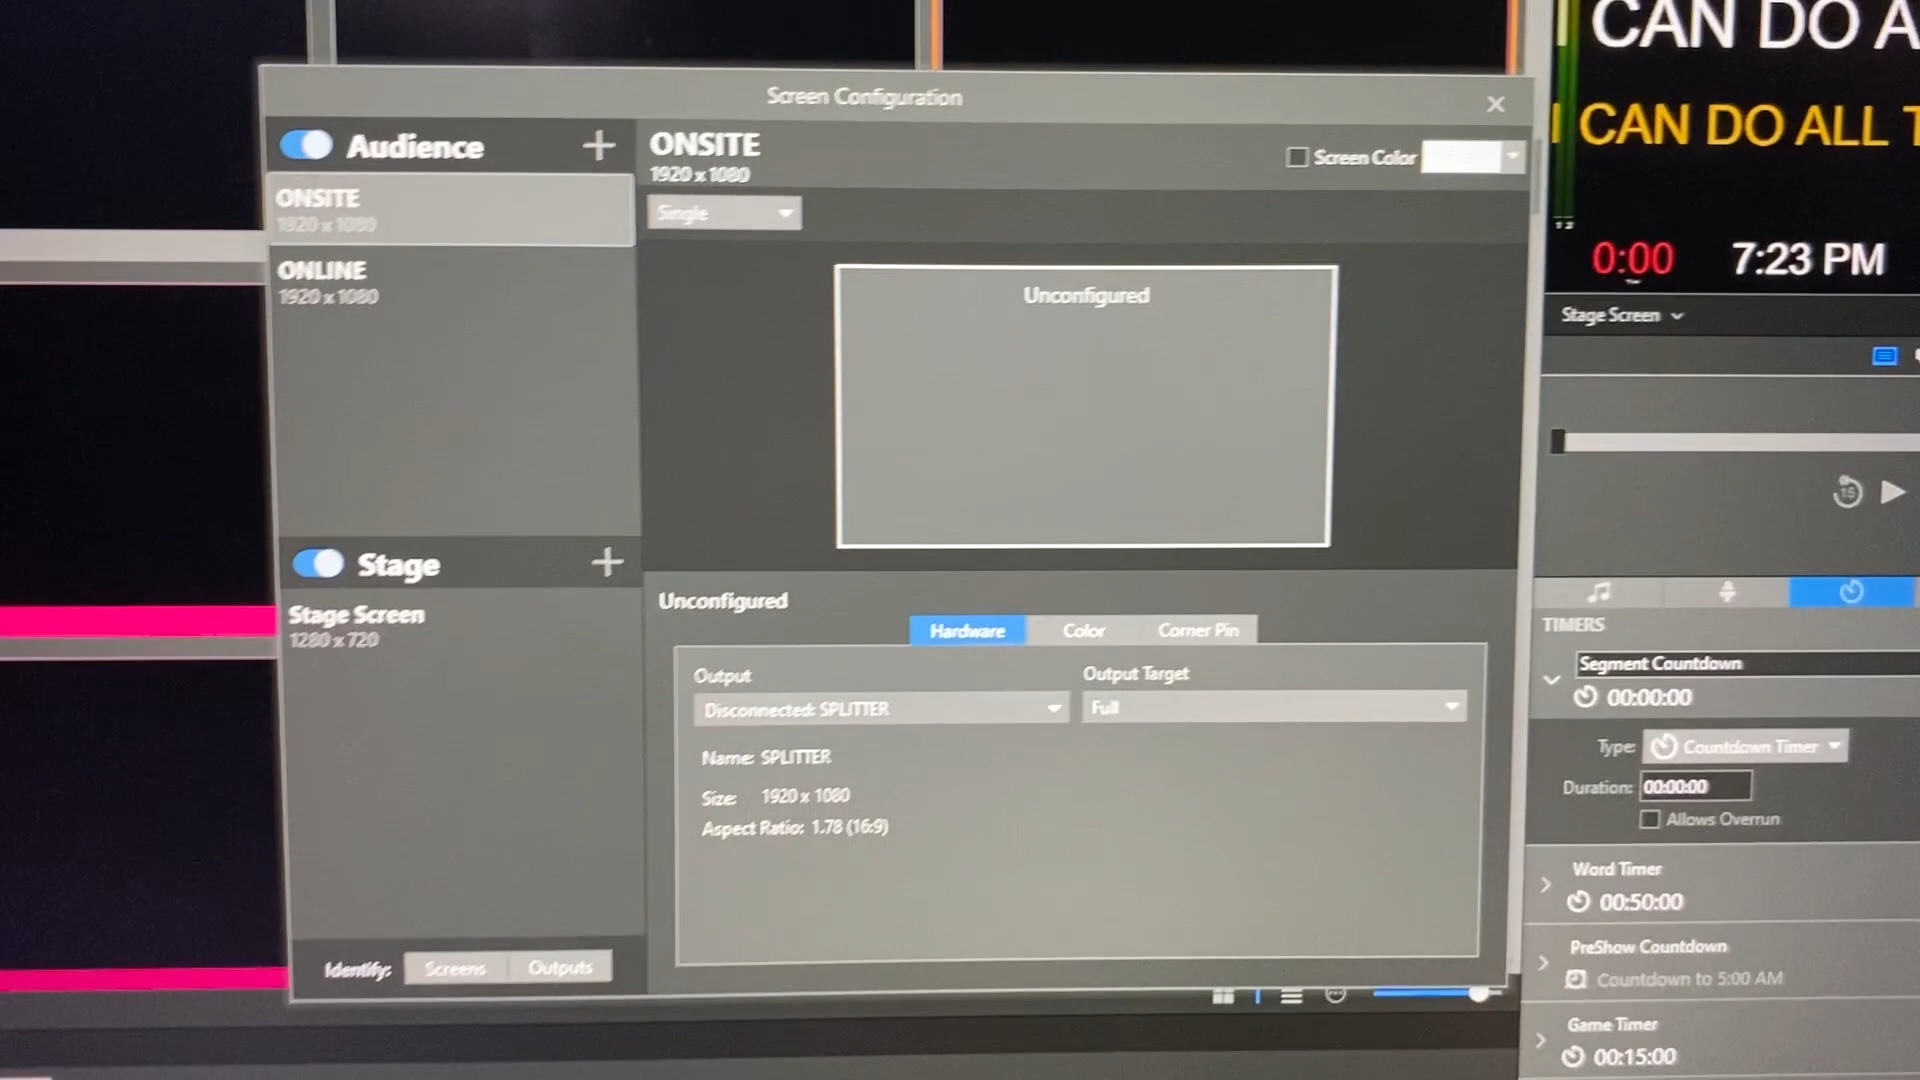 Screen Configuration
Audience
ONSITE
1920 x 1080
ONLINE
1920 x 1080
Stage
Stage Screen
1280 x 720
Identify:
Screens
Outputs
ONSITE
1920 x 1080
Screen Color
Single
Unconfigured
Unconfigured
Hardware
Color
Corner Pin
Output
Disconnected: SPLITTER
Output Target
Full
Name: SPLITTER
Size: 1920 x 1080
Aspect Ratio: 1.78 (16:9)
CAN DO A
I CAN DO ALL T
1 2
0:00
7:23 PM
Stage Screen
15
TIMERS
Segment Countdown
00:00:00
Type: Countdown Timer
Duration: 00:00:00
Allows Overrun
Word Timer
00:50:00
PreShow Countdown
Countdown to 5:00 AM
Game Timer
00:15:00